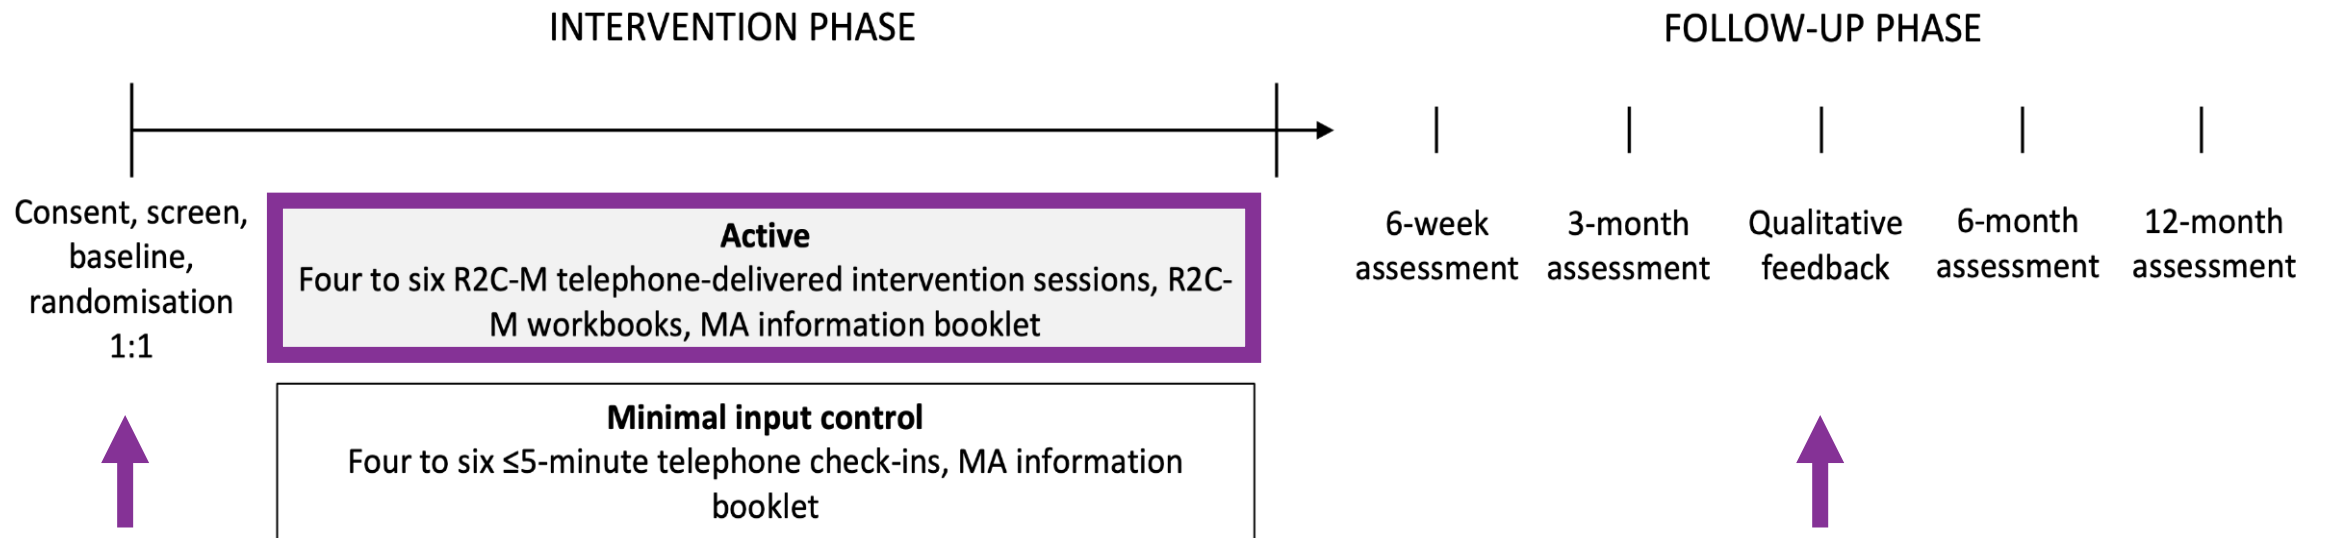 INTERVENTION PHASE
FOLLOW-UP PHASE
Consent, screen,
baseline,
randomisation
1:1
Active
Four to six R2C-M telephone-delivered intervention sessions, R2C-
M workbooks, MA information booklet
Minimal input control
Four to six ≤5-minute telephone check-ins, MA information
booklet
6-week
assessment
3-month
assessment
Qualitative
feedback
6-month
assessment
12-month
assessment